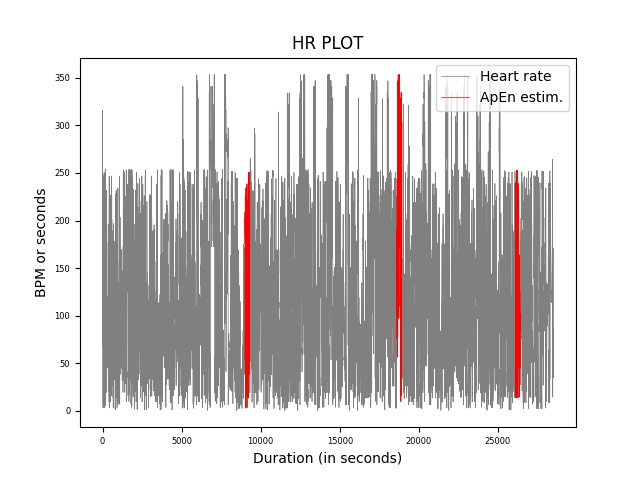 HR PLOT
Heart rate
ApEn estim.
BPM or seconds
350
300
250
200
150
100
50
0
0 5000 10000 15000 20000 25000
Duration (in seconds)